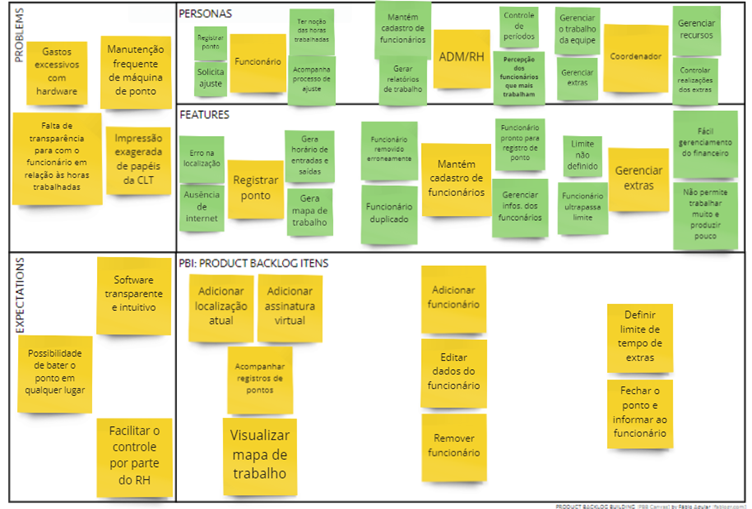 PROBLEMS
Gastos
excessivos
com
hardware
Manutenção
frequente
de máquina
de ponto
Falta de
transparência
para com o
funcionário em
relação às horas
trabalhadas
Impressão
exagerada
de papéis
da CLT
PERSONAS
Registrar
ponto
Solicita
ajuste
Funcionário
Ter noção
das horas
trabalhadas
Acompanha
processo de
ajuste
Mantém
cadastro de
funcionários
Gerar
relatórios
de trabalho
ADM/RH
Controle
de
períodos
Percepção
dos
funcionários
que mais
trabalham
Gerenciar
o trabalho
da equipe
Gerenciar
extras
Coordenador
Gerenciar
recursos
Controlar
realizações
dos extras
FEATURES
Erro na
localização
Ausência
de
internet
Registrar
ponto
Gera
horário de
entradas e
saídas
Gera
mapa de
trabalho
Funcionário
removido
erroneamente
Funcionário
duplicado
Mantém
cadastro de
funcionários
Funcionário
pronto para
registro de
ponto
Gerenciar
infos. dos
funconários
Limite
não
definido
Funcionário
ultrapassa
limite
Gerenciar
extras
Fácil
gerenciamento
do financeiro
Não permite
trabalhar
muito e
produzir
pouco
EXPECTATIONS
Software
transparente
e intuitivo
Possibilidade
de bater o
ponto em
qualquer lugar
Facilitar o
controle
por parte
do RH
PBI: PRODUCT BACKLOG ITENS
Adicionar
localização
atual
Adicionar
assinatura
virtual
Acompanhar
registros de
pontos
Visualizar
mapa de
trabalho
Adicionar
funcionário
Editar
dados do
funcionário
Remover
funcionário
Definir
limite de
tempo de
extras
Fechar o
ponto e
informar ao
funcionário
PRODUCT BACKLOG BUILDING (PBB Canvas) by Fábio Aguiar